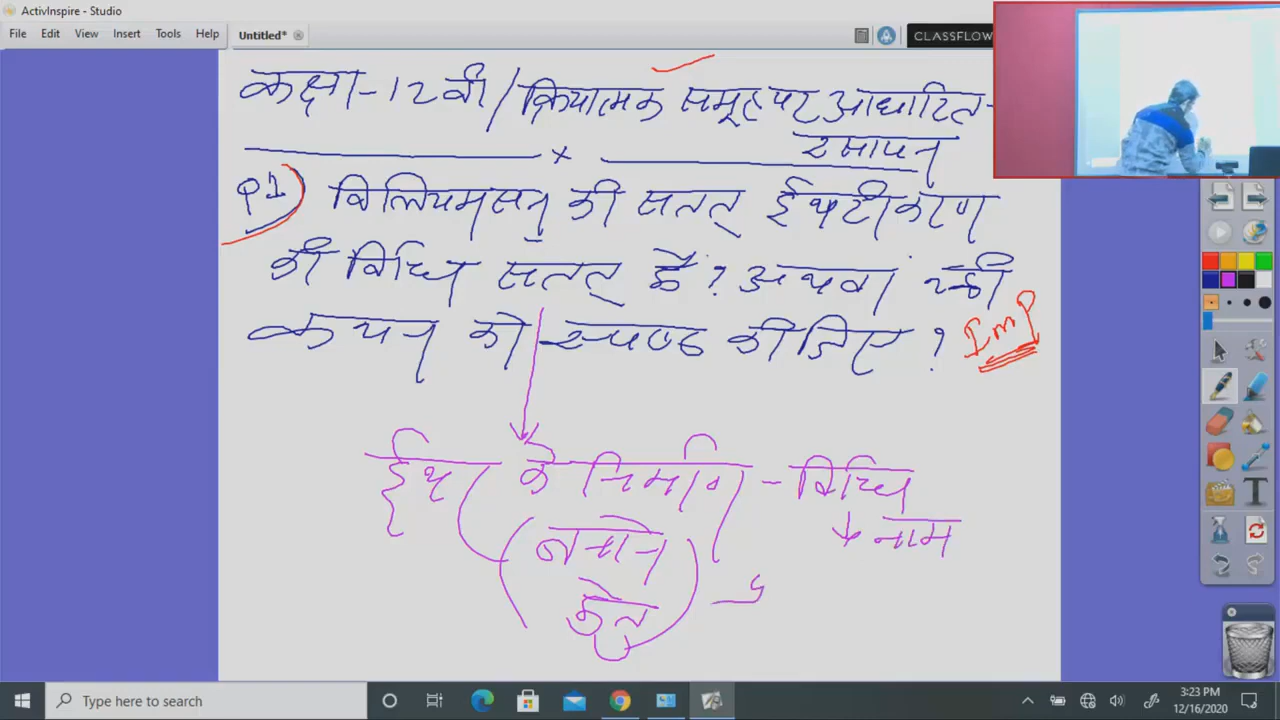 ActivInspire - Studio
File Edit View Insert Tools Help
Untitled*
CLASSFLOW
कक्षा-12वीं / क्रियात्मक समूह पर आधारित-
रसायन
x
Q1) विलियमसन् की सतत् ईथरीकरण
की विधि सतत् है? अथवा
कथन को स्पष्ट कीजिए?
Imp
ईथर के निर्माण - विधि
नाम
(बनाने
हेतु)
Type here to search
3:23 PM
12/16/2020